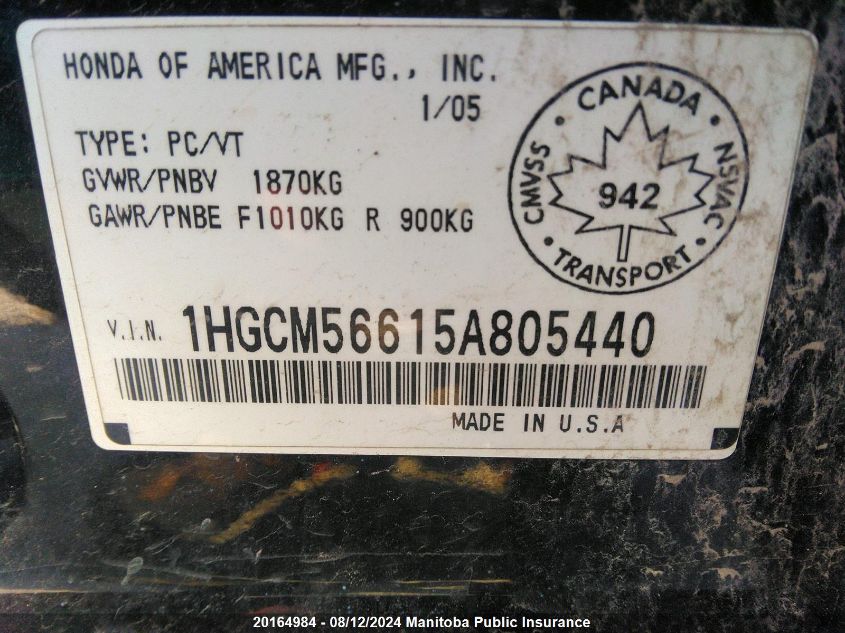 HONDA OF AMERICA MFG., INC.
1/05
TYPE: PC/VT
GVWR/PNBV 1870KG
GAWR/PNBE F1010KG R 900KG
CANADA
CMVSS
942
NSVAC
TRANSPORT
V.I.N. 1HGCM56615A805440
MADE IN U.S.A
20164984 - 08/12/2024 Manitoba Public Insurance